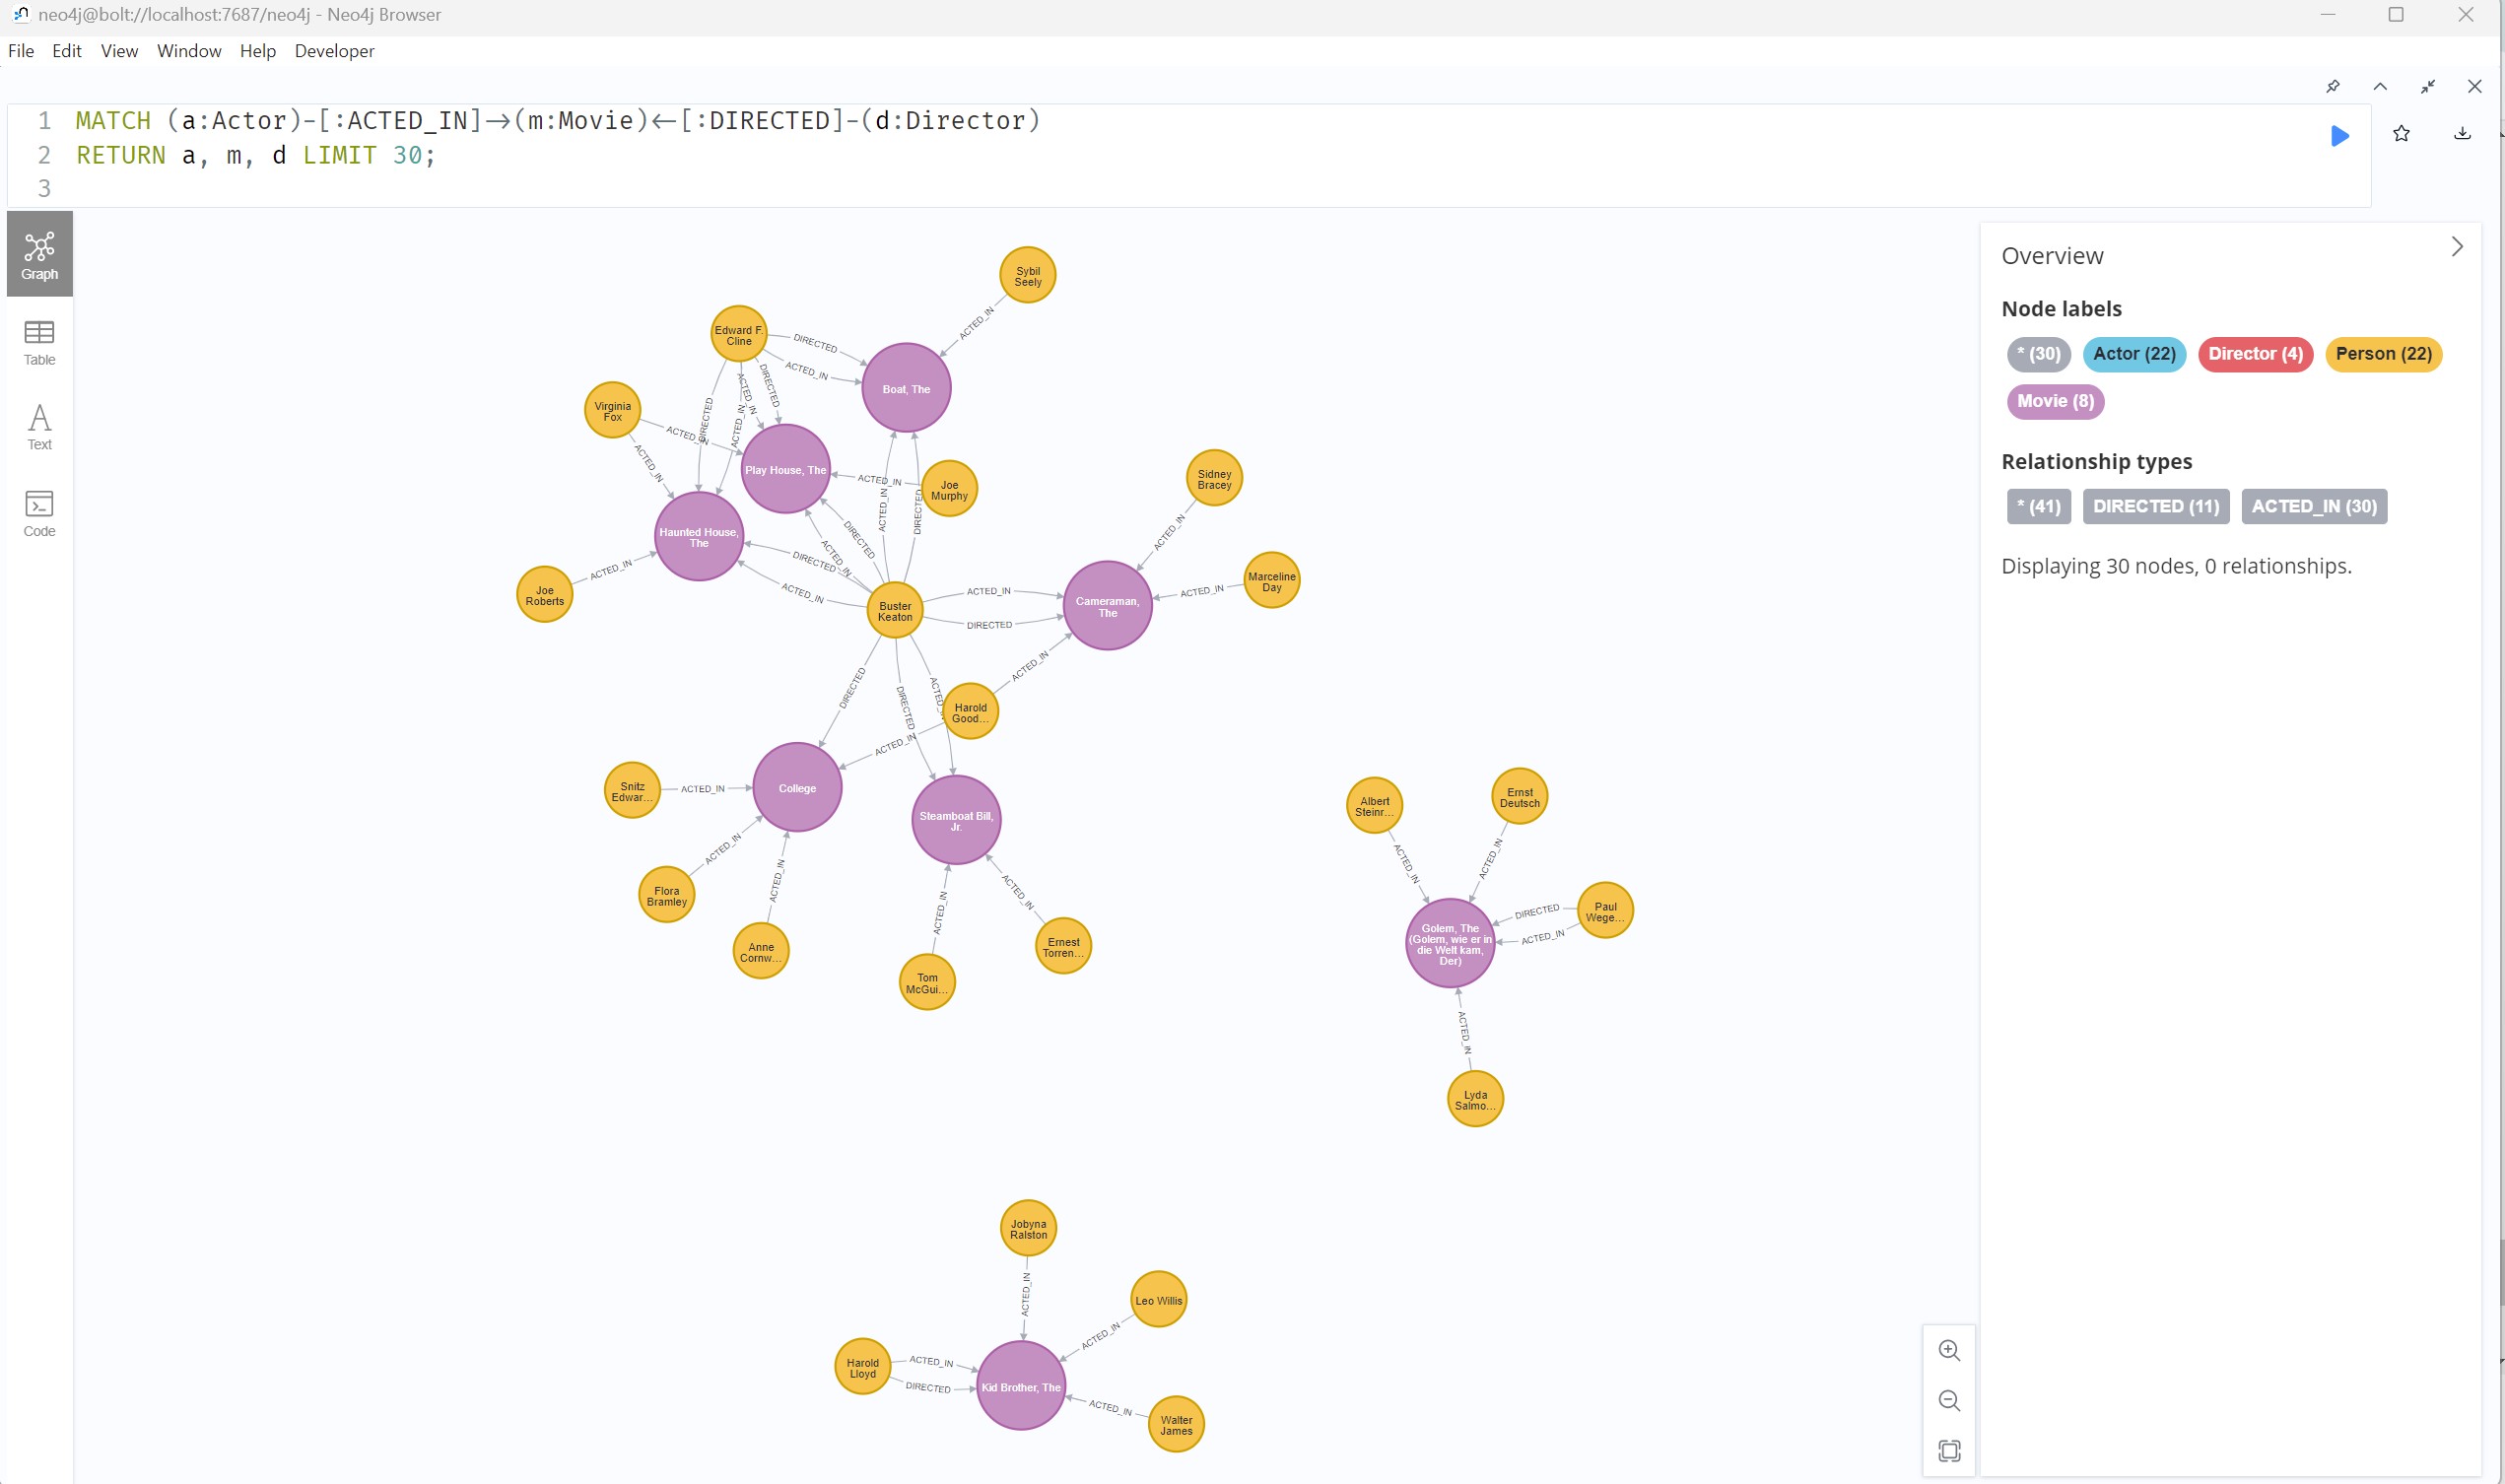 neo4j@bolt://localhost:7687/neo4j - Neo4j Browser
File Edit View Window Help Developer
1 MATCH (a:Actor)-[:ACTED_IN]→(m:Movie)←[:DIRECTED]-(d:Director)
2 RETURN a, m, d LIMIT 30;
3
Graph
Table
Text
Code
Sybil
Seely
ACTED_IN
Edward F.
Cline
DIRECTED
ACTED_IN
Boat, The
DIRECTED
ACTED_IN
DIRECTED
ACTED_IN
Virginia
Fox
ACTED_IN
ACTED_IN
Play House, The
ACTED_IN
Joe
Murphy
ACTED_IN
DIRECTED
Haunted House,
The
DIRECTED
ACTED_IN
DIRECTED
ACTED_IN
Joe
Roberts
ACTED_IN
Buster
Keaton
ACTED_IN
DIRECTED
Sidney
Bracey
ACTED_IN
Marceline
Day
ACTED_IN
Cameraman,
The
ACTED_IN
Harold
Good...
ACTED_IN
DIRECTED
DIRECTED
ACTED_IN
Snitz
Edwar...
ACTED_IN
College
Flora
Bramley
ACTED_IN
Anne
Cornw...
ACTED_IN
Steamboat Bill,
Jr.
ACTED_IN
Tom
McGui...
ACTED_IN
Ernest
Torren...
Albert
Steinr...
ACTED_IN
Ernst
Deutsch
ACTED_IN
Paul
Wege...
DIRECTED
ACTED_IN
Golem, The
(Golem, wie er in
die Welt kam,
Der)
ACTED_IN
Lyda
Salmo...
Jobyna
Ralston
ACTED_IN
Leo Willis
ACTED_IN
Harold
Lloyd
ACTED_IN
DIRECTED
Kid Brother, The
ACTED_IN
Walter
James
Overview
Node labels
* (30) Actor (22) Director (4) Person (22)
Movie (8)
Relationship types
* (41) DIRECTED (11) ACTED_IN (30)
Displaying 30 nodes, 0 relationships.